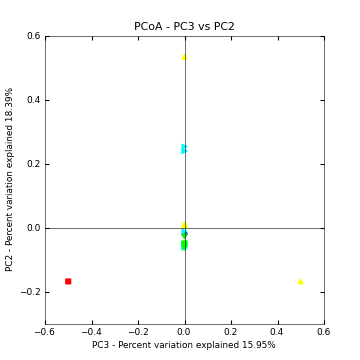 PCoA - PC3 vs PC2
0.6
0.4
0.2
0.0
−0.2
−0.6 −0.4 −0.2 0.0 0.2 0.4 0.6
PC2 - Percent variation explained 18.39%
PC3 - Percent variation explained 15.95%